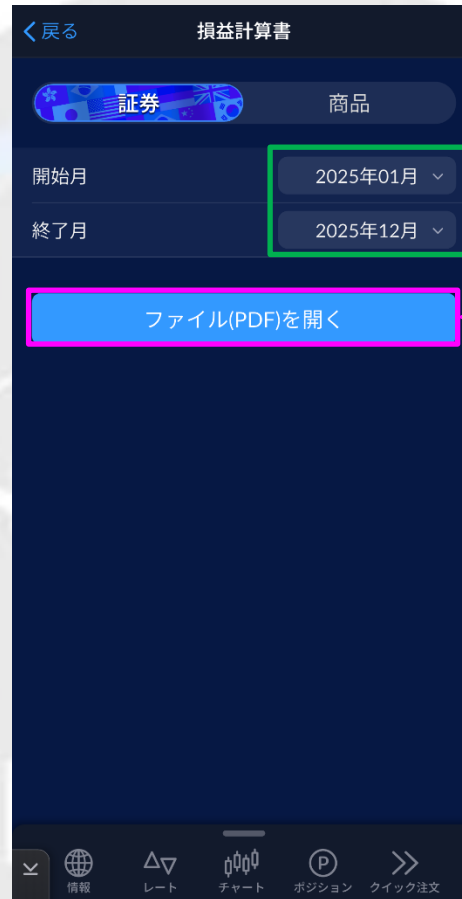 戻る 損益計算書
証券 商品
開始月 2025年01月
終了月 2025年12月
ファイル(PDF)を開く
情報 レート チャート ポジション クイック注文